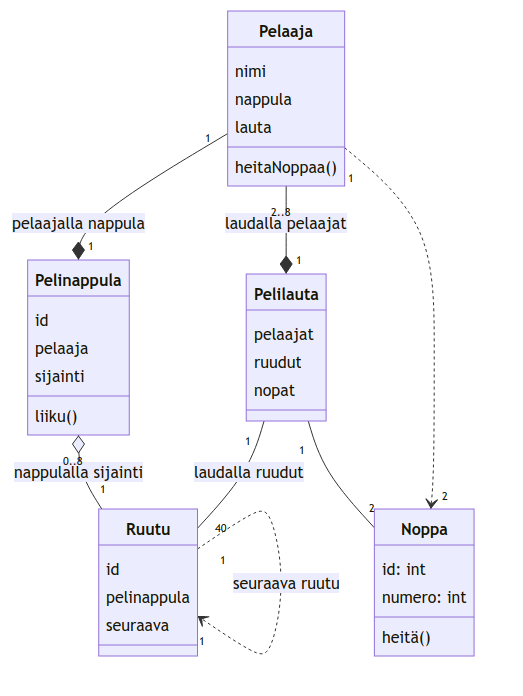 Pelaaja
nimi
nappula
lauta
heitaNoppaa()
1
1
2..8
pelaajalla nappula
laudalla pelaajat
1
1
Pelinappula
id
pelaaja
sijainti
liiku()
Pelilauta
pelaajat
ruudut
nopat
0..8
nappulalla sijainti
1
1
laudalla ruudut
1
40
2
2
Ruutu
id
pelinappula
seuraava
1
seuraava ruutu
1
Noppa
id: int
numero: int
heitä()